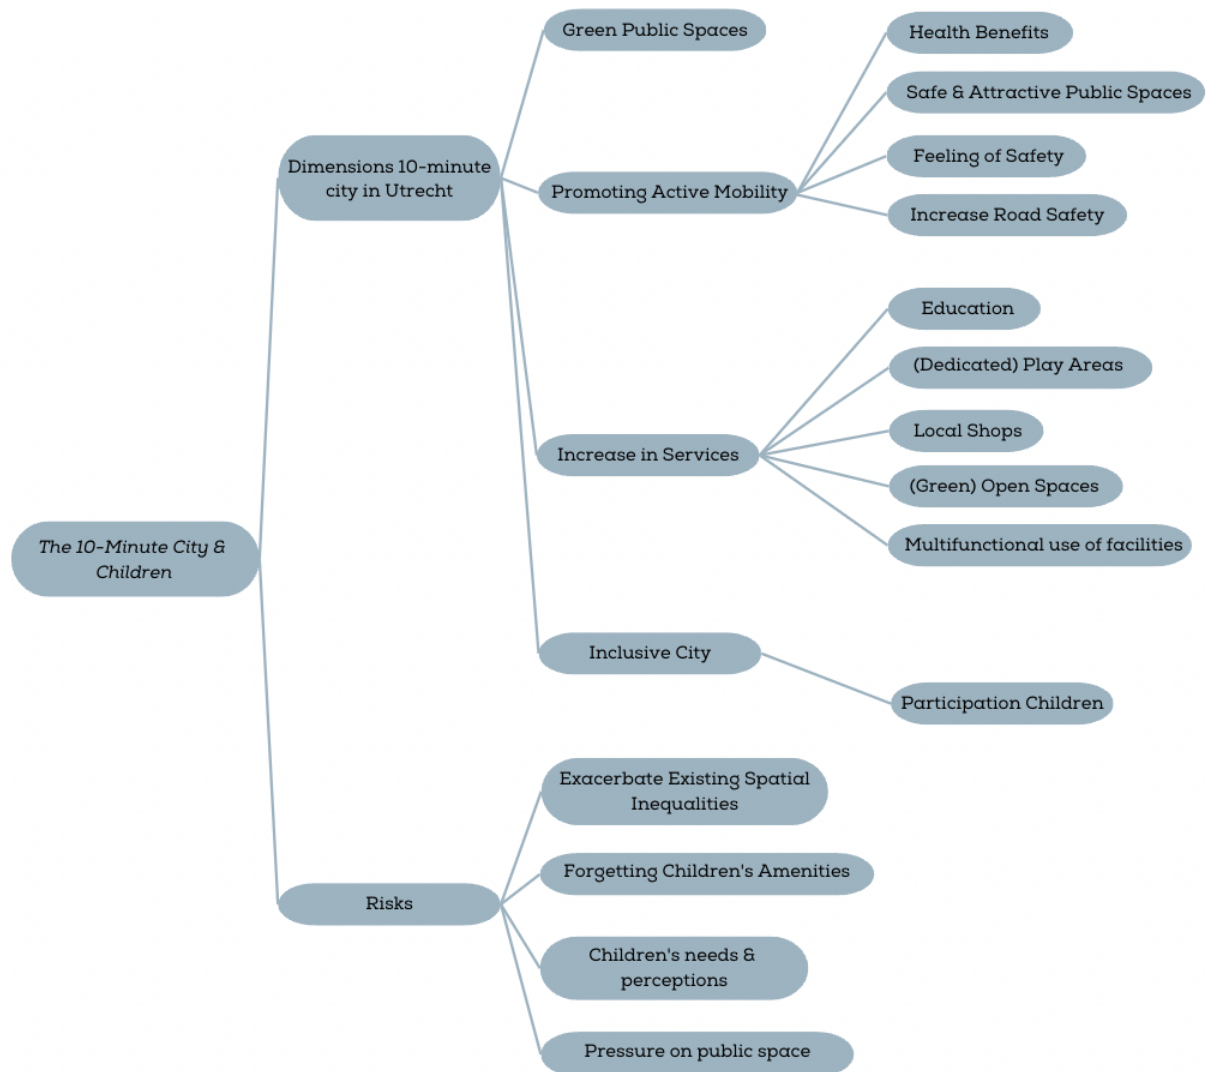 Green Public Spaces
Health Benefits
Safe & Attractive Public Spaces
Dimensions 10-minute
city in Utrecht
Feeling of Safety
Promoting Active Mobility
Increase Road Safety
Education
(Dedicated) Play Areas
Local Shops
Increase in Services
(Green) Open Spaces
Multifunctional use of facilities
The 10-Minute City &
Children
Inclusive City
Participation Children
Exacerbate Existing Spatial
Inequalities
Forgetting Children's Amenities
Risks
Children's needs &
perceptions
Pressure on public space